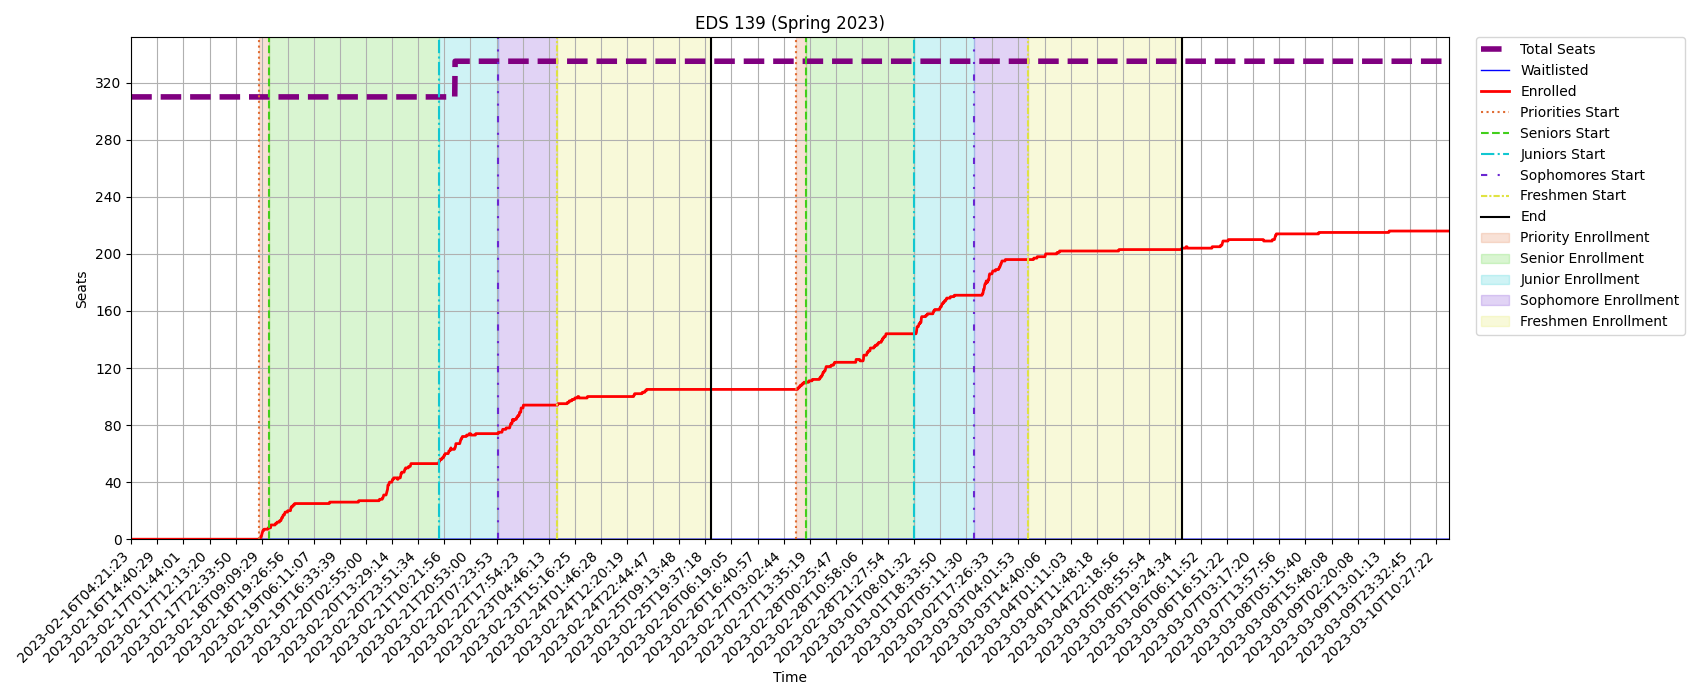 EDS 139 (Spring 2023)
Seats
320
280
240
200
160
120
80
40
0
2023-02-16T04:21:23
2023-02-16T14:40:29
2023-02-17T01:44:01
2023-02-17T12:13:20
2023-02-17T22:33:50
2023-02-18T09:09:29
2023-02-18T19:26:56
2023-02-19T06:11:07
2023-02-19T16:33:39
2023-02-20T02:55:00
2023-02-20T13:29:14
2023-02-20T23:51:34
2023-02-21T10:21:56
2023-02-21T20:53:00
2023-02-22T07:23:53
2023-02-22T17:54:23
2023-02-23T04:46:13
2023-02-23T15:16:25
2023-02-24T01:46:28
2023-02-24T12:20:19
2023-02-24T22:44:47
2023-02-25T09:13:48
2023-02-25T19:37:18
2023-02-26T06:19:05
2023-02-26T16:40:57
2023-02-27T03:02:44
2023-02-27T13:35:19
2023-02-28T00:25:47
2023-02-28T10:58:06
2023-02-28T21:27:54
2023-03-01T08:01:32
2023-03-01T18:33:50
2023-03-02T05:11:30
2023-03-02T17:26:33
2023-03-03T04:01:53
2023-03-03T14:40:06
2023-03-04T01:11:03
2023-03-04T11:48:18
2023-03-04T22:18:56
2023-03-05T08:55:54
2023-03-05T19:24:34
2023-03-06T06:11:52
2023-03-06T16:51:22
2023-03-07T03:17:20
2023-03-07T13:57:56
2023-03-08T05:15:40
2023-03-08T15:48:08
2023-03-09T02:20:08
2023-03-09T13:01:13
2023-03-09T23:32:45
2023-03-10T10:27:22
Time
Total Seats
Waitlisted
Enrolled
Priorities Start
Seniors Start
Juniors Start
Sophomores Start
Freshmen Start
End
Priority Enrollment
Senior Enrollment
Junior Enrollment
Sophomore Enrollment
Freshmen Enrollment